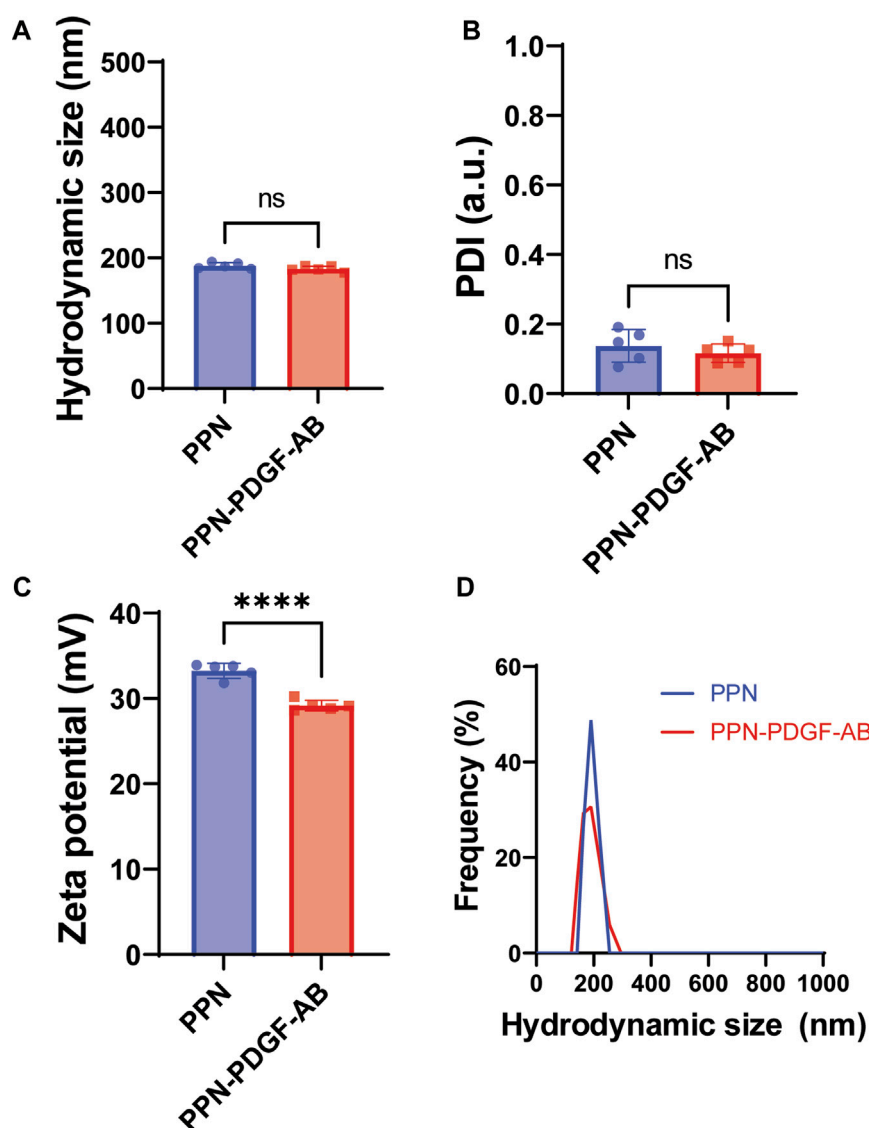 A
Hydrodynamic size (nm)
500
400
300
200
100
0
ns
PPN
PPN-PDGF-AB
B
PDI (a.u.)
1.0
0.8
0.6
0.4
0.2
0.0
ns
PPN
PPN-PDGF-AB
C
Zeta potential (mV)
40
30
20
10
0
****
PPN
PPN-PDGF-AB
D
Frequency (%)
60
40
20
0
PPN
PPN-PDGF-AB
0 200 400 600 800 1000
Hydrodynamic size (nm)